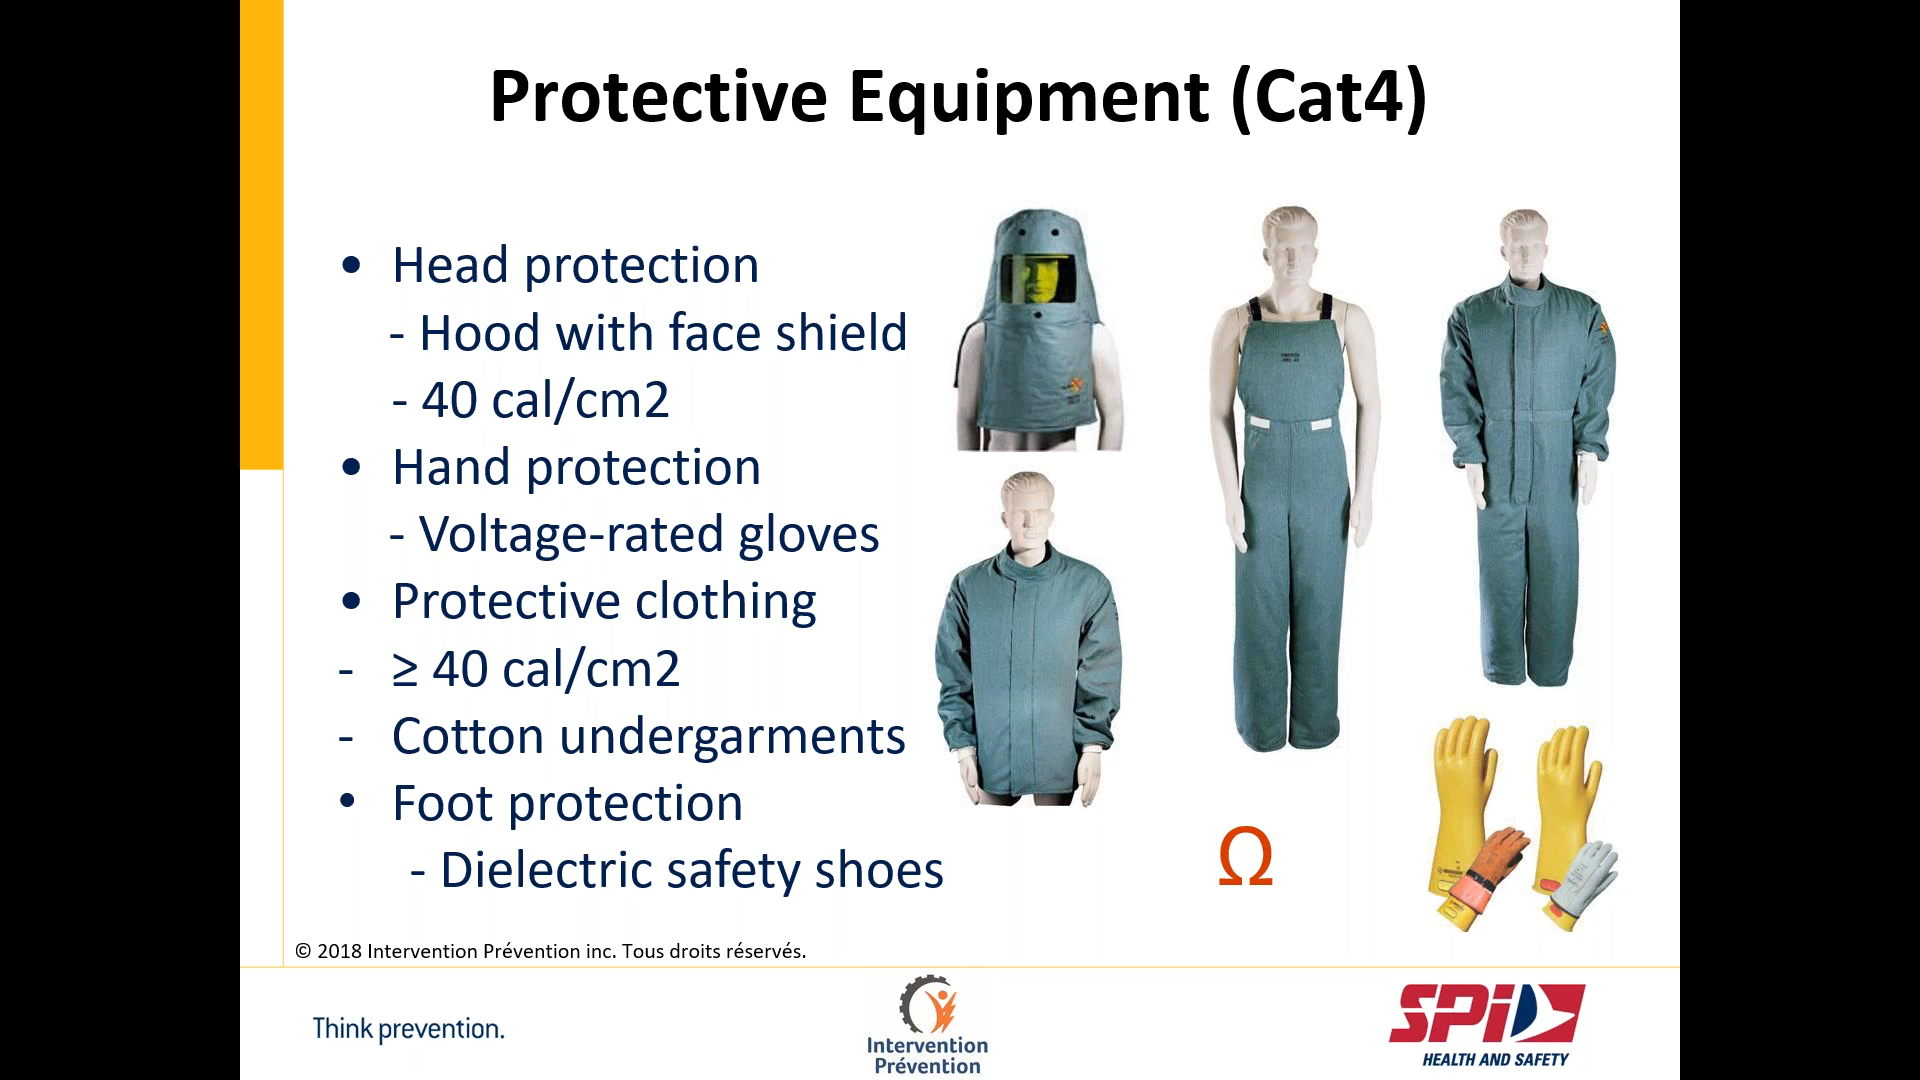 Protective Equipment (Cat4)
• Head protection
- Hood with face shield
- 40 cal/cm2
• Hand protection
- Voltage-rated gloves
• Protective clothing
- ≥ 40 cal/cm2
- Cotton undergarments
• Foot protection
- Dielectric safety shoes
Ω
© 2018 Intervention Prévention inc. Tous droits réservés.
Think prevention.
Intervention
Prévention
SPi
HEALTH AND SAFETY